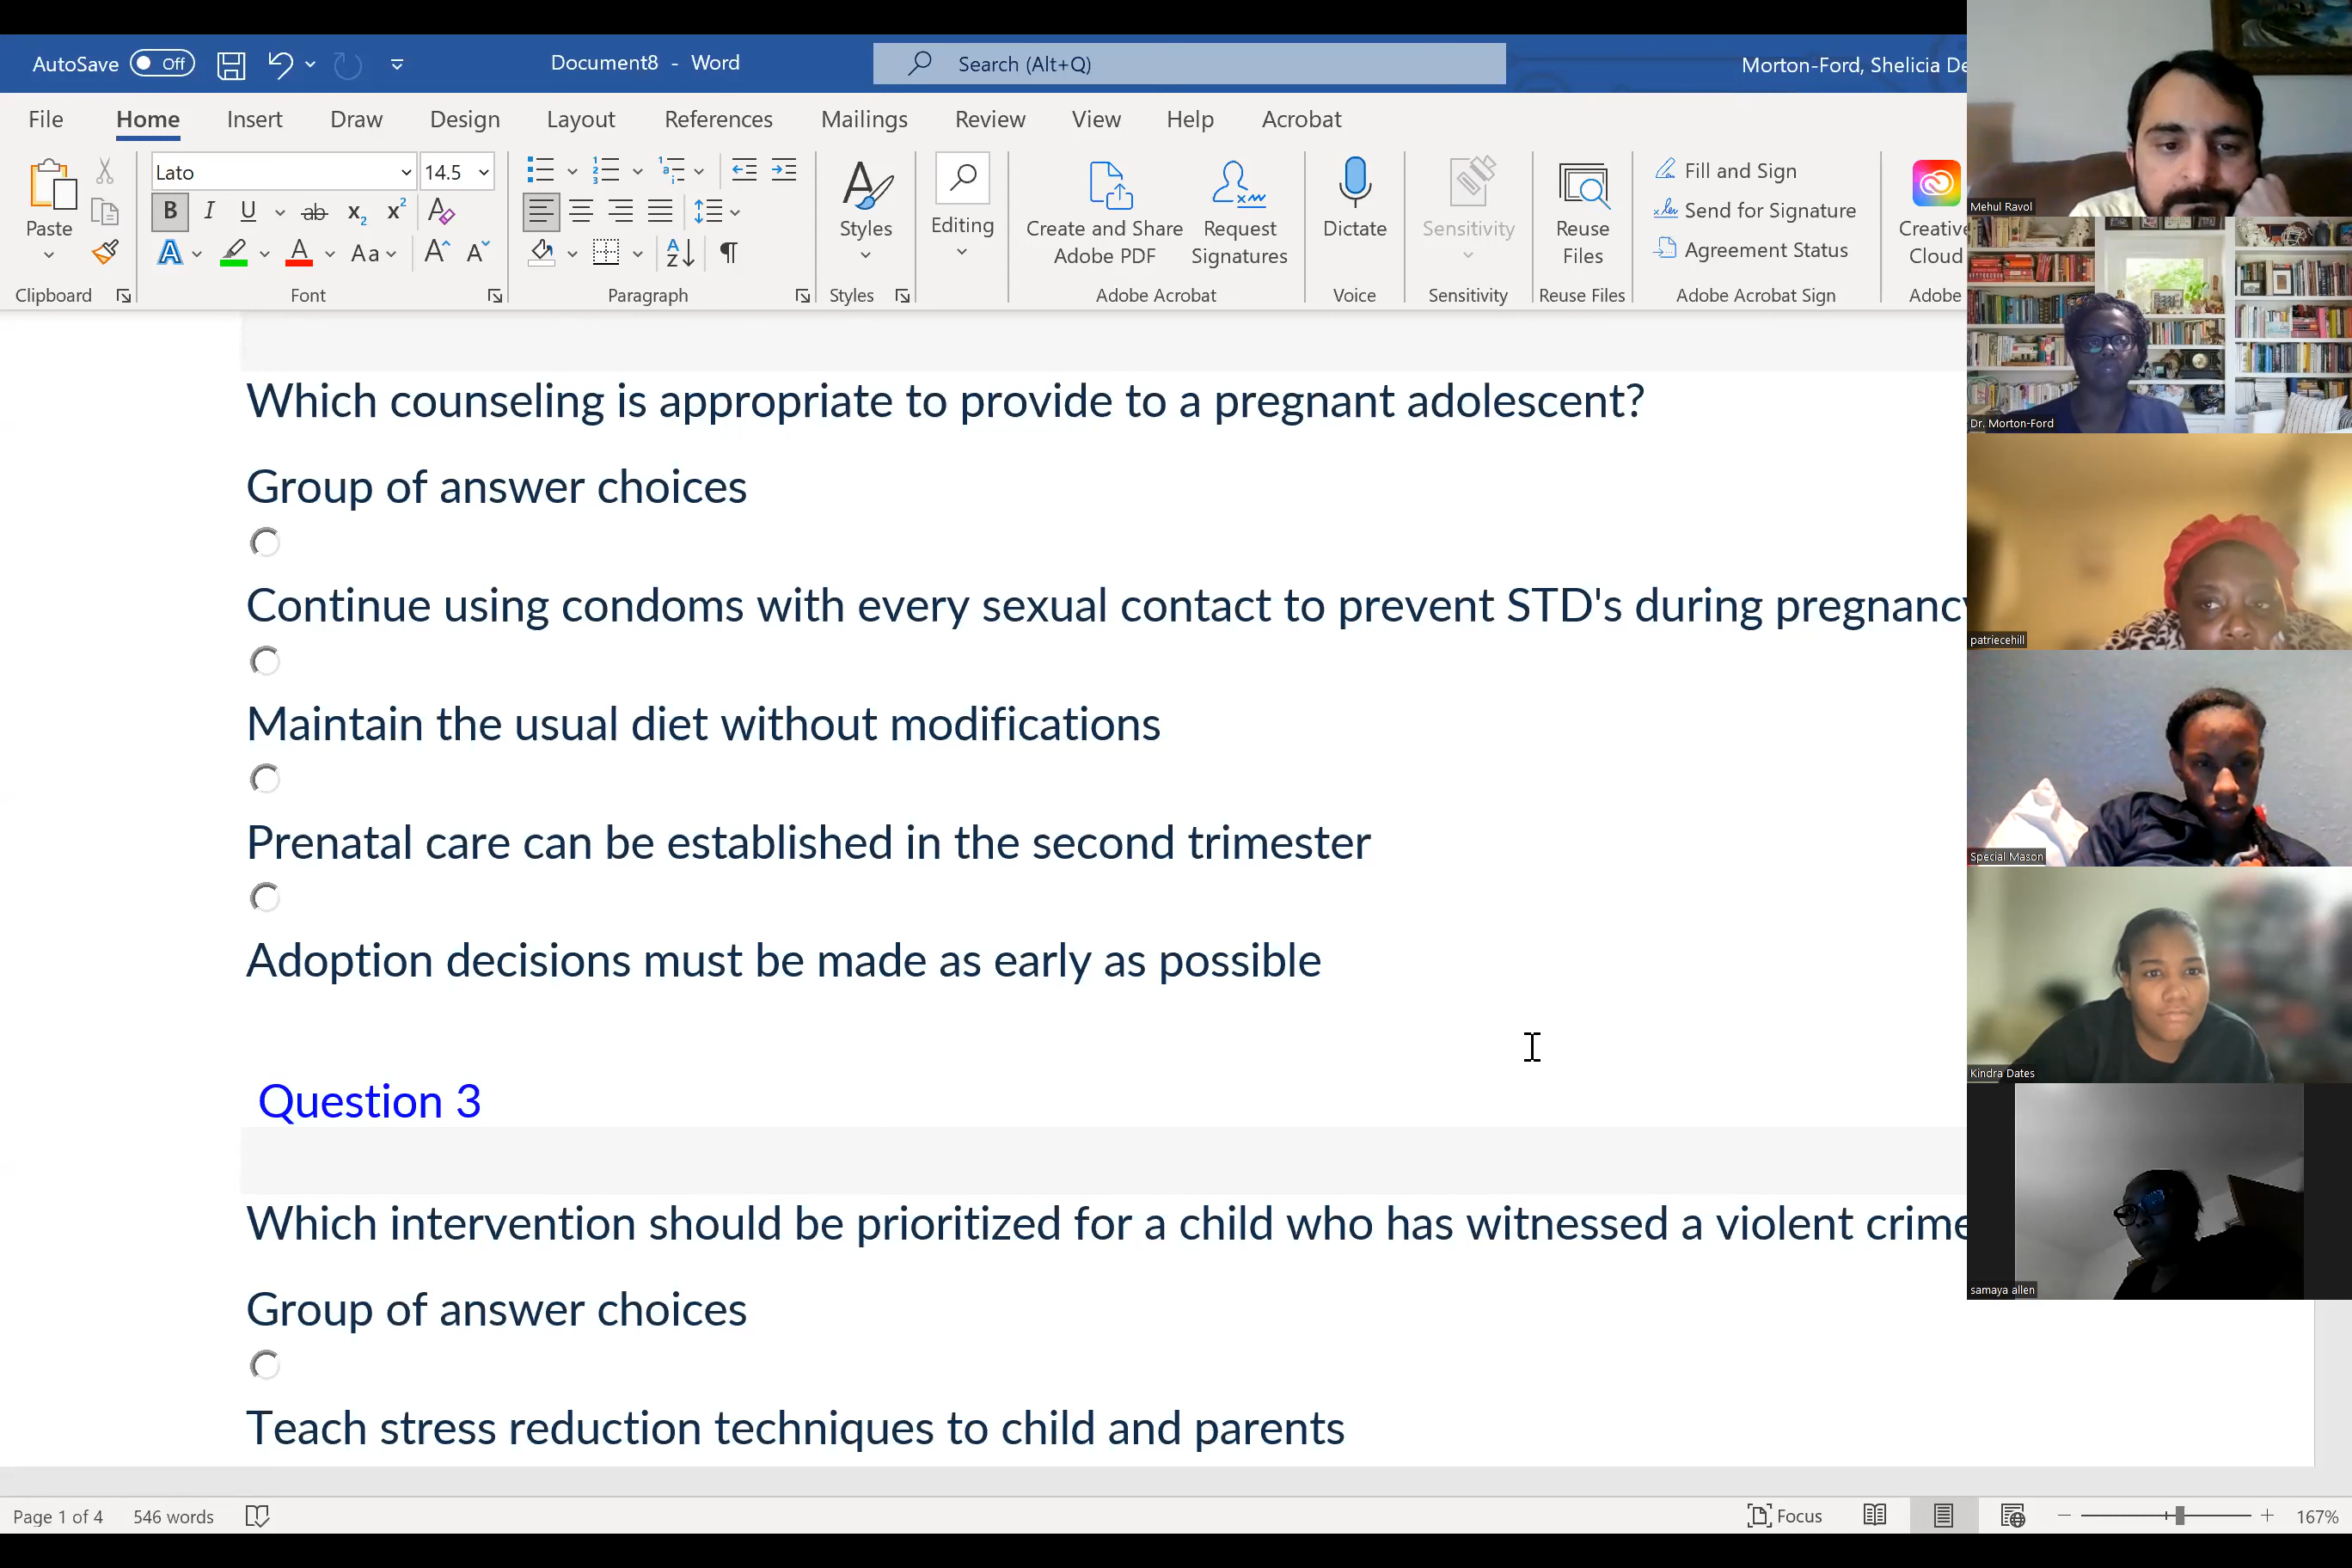 AutoSave Off
Document8 - Word
Search (Alt+Q)
Morton-Ford, Shelicia De
File Home Insert Draw Design Layout References Mailings Review View Help Acrobat
Lato 14.5
Paste
B I U ab x2 x2 A
A A Aa A A
A Z
Styles
Editing
Create and Share Adobe PDF
Request Signatures
Dictate
Sensitivity
Reuse Files
Fill and Sign
Send for Signature
Agreement Status
Creative
Cloud
Clipboard Font Paragraph Styles Adobe Acrobat Voice Sensitivity Reuse Files Adobe Acrobat Sign Adobe
Which counseling is appropriate to provide to a pregnant adolescent?
Group of answer choices
Continue using condoms with every sexual contact to prevent STD's during pregnancy
Maintain the usual diet without modifications
Prenatal care can be established in the second trimester
Adoption decisions must be made as early as possible
Question 3
Which intervention should be prioritized for a child who has witnessed a violent crime
Group of answer choices
Teach stress reduction techniques to child and parents
Mehul Ravol
Dr. Morton-Ford
patriecehill
Special Mason
Kindra Dates
samaya allen
Page 1 of 4 546 words
Focus
167%